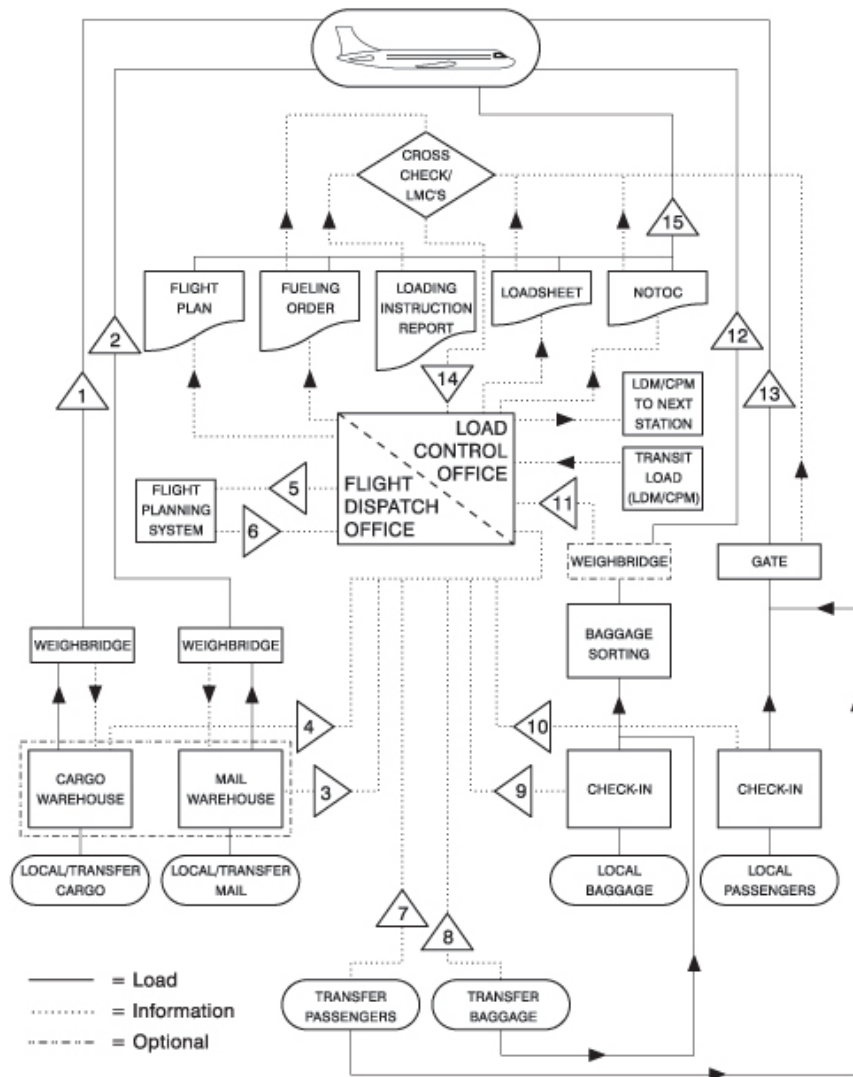 CROSS
CHECK/
LMC'S
15
FLIGHT
PLAN
FUELING
ORDER
LOADING
INSTRUCTION
REPORT
LOADSHEET
NOTOC
2
12
1
14
13
LDM/CPM
TO NEXT
STATION
LOAD
CONTROL
OFFICE
TRANSIT
LOAD
(LDM/CPM)
FLIGHT
DISPATCH
OFFICE
FLIGHT
PLANNING
SYSTEM
5
6
11
WEIGHBRIDGE
GATE
BAGGAGE
SORTING
WEIGHBRIDGE
WEIGHBRIDGE
4
10
CARGO
WAREHOUSE
MAIL
WAREHOUSE
3
9
CHECK-IN
CHECK-IN
LOCAL/TRANSFER
CARGO
LOCAL/TRANSFER
MAIL
LOCAL
BAGGAGE
LOCAL
PASSENGERS
7
8
TRANSFER
PASSENGERS
TRANSFER
BAGGAGE
= Load
= Information
= Optional